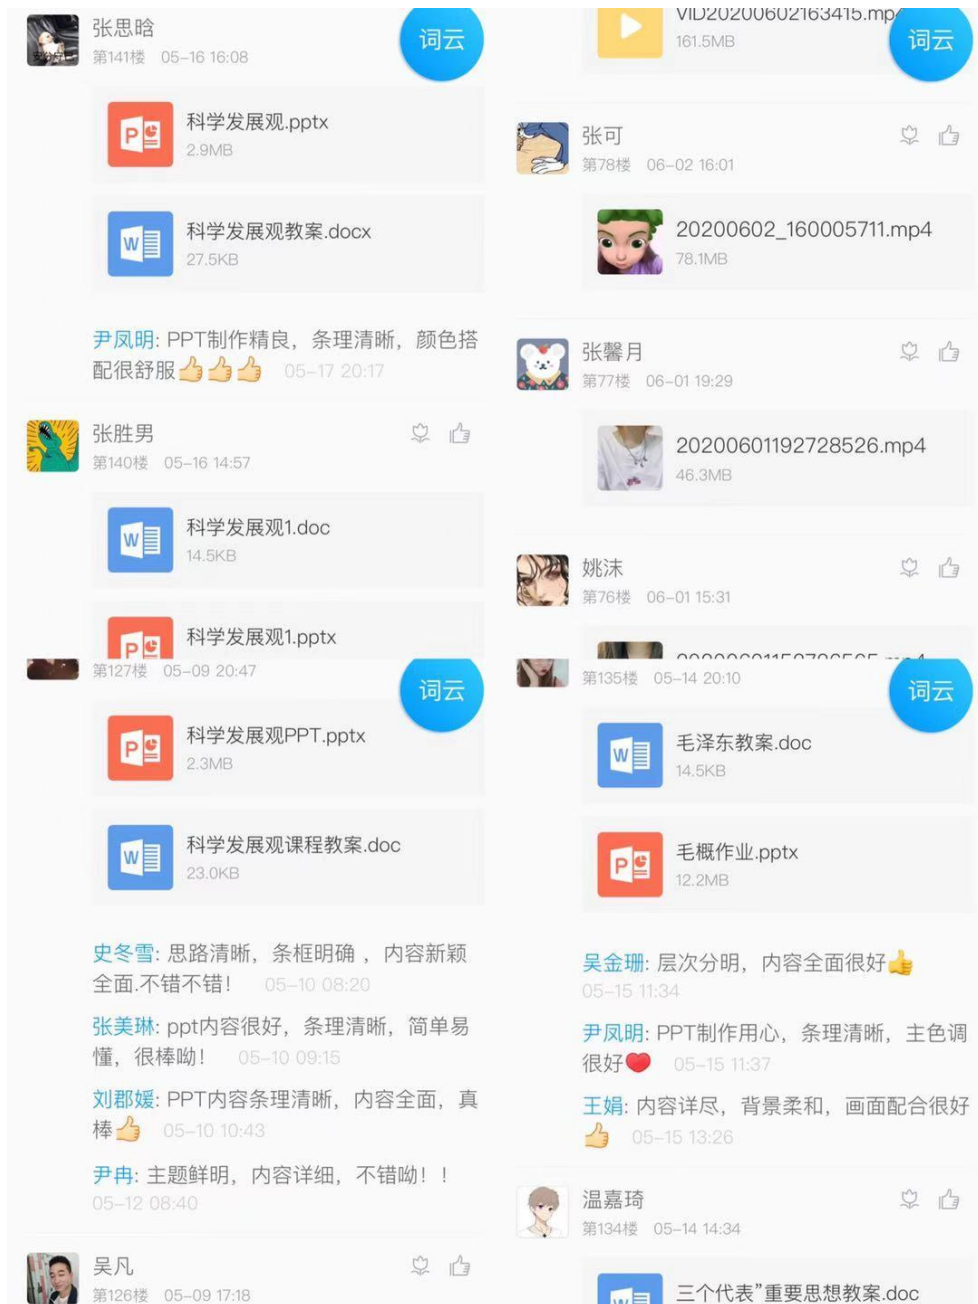 张思晗
第141楼 05-16 16:08
词云
科学发展观.pptx
2.9MB
科学发展观教案.docx
27.5KB
尹凤明: PPT制作精良，条理清晰，颜色搭
配很舒服👍👍👍 05-17 20:17
张胜男
第140楼 05-16 14:57
科学发展观1.doc
14.5KB
科学发展观1.pptx
VID20200602163415.mp4
161.5MB
词云
张可
第78楼 06-02 16:01
20200602_160005711.mp4
78.1MB
张馨月
第77楼 06-01 19:29
20200601192728526.mp4
46.3MB
姚沫
第76楼 06-01 15:31
第127楼 05-09 20:47
词云
科学发展观PPT.pptx
2.3MB
科学发展观课程教案.doc
23.0KB
史冬雪: 思路清晰，条框明确 ，内容新颖
全面.不错不错！ 05-10 08:20
张美琳: ppt内容很好，条理清晰，简单易
懂，很棒呦！ 05-10 09:15
刘郡媛: PPT内容条理清晰，内容全面，真
棒👍 05-10 10:43
尹冉: 主题鲜明，内容详细，不错呦！！
05-12 08:40
吴凡
第126楼 05-09 17:18
第135楼 05-14 20:10
词云
毛泽东教案.doc
14.5KB
毛概作业.pptx
12.2MB
吴金珊: 层次分明，内容全面很好👍
05-15 11:34
尹凤明: PPT制作用心，条理清晰，主色调
很好❤ 05-15 11:37
王娟: 内容详尽，背景柔和，画面配合很好
👍 05-15 13:26
温嘉琦
第134楼 05-14 14:34
三个代表”重要思想教案.doc